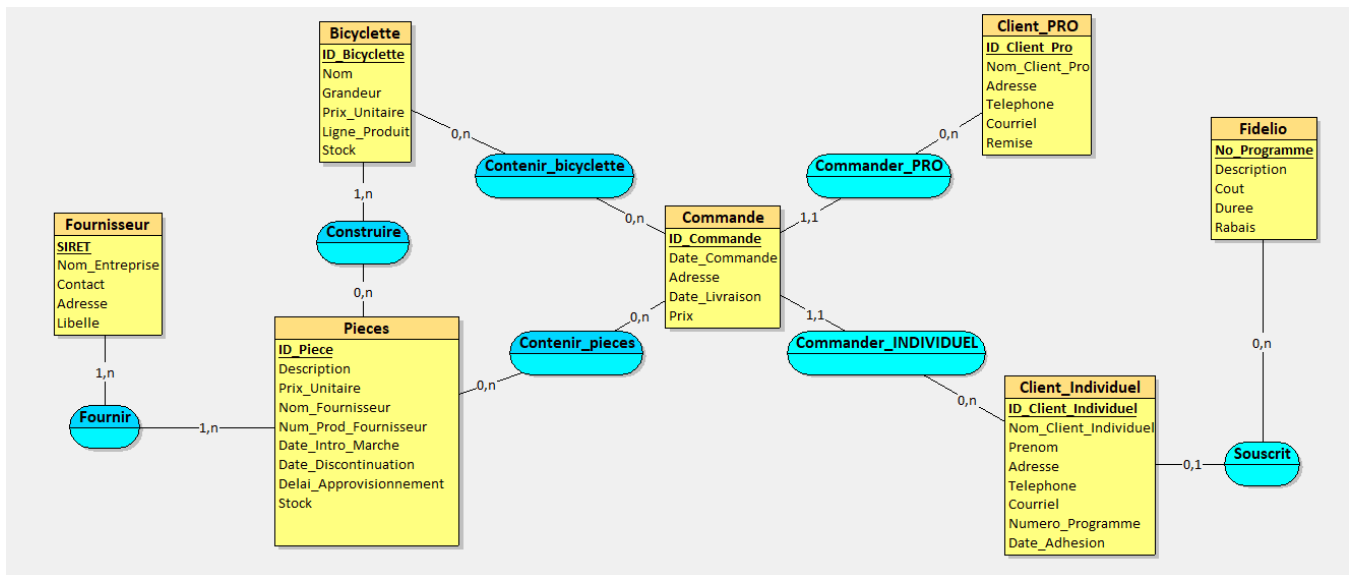 Bicyclette
ID_Bicyclette
Nom
Grandeur
Prix_Unitaire
Ligne_Produit
Stock
Client_PRO
ID_Client_Pro
Nom_Client_Pro
Adresse
Telephone
Courriel
Remise
Fidelio
No_Programme
Description
Cout
Duree
Rabais
0,n
0,n
Contenir_bicyclette
Commander_PRO
1,n
0,n
1,1
Fournisseur
SIRET
Nom_Entreprise
Contact
Adresse
Libelle
Construire
Commande
ID_Commande
Date_Commande
Adresse
Date_Livraison
Prix
0,n
0,n
1,1
Pieces
ID_Piece
Description
Prix_Unitaire
Nom_Fournisseur
Num_Prod_Fournisseur
Date_Intro_Marche
Date_Discontinuation
Delai_Approvisionnement
Stock
Contenir_pieces
Commander_INDIVIDUEL
0,n
1,n
0,n
0,n
Client_Individuel
ID_Client_Individuel
Nom_Client_Individuel
Prenom
Adresse
Telephone
Courriel
Numero_Programme
Date_Adhesion
Fournir
1,n
0,1
Souscrit